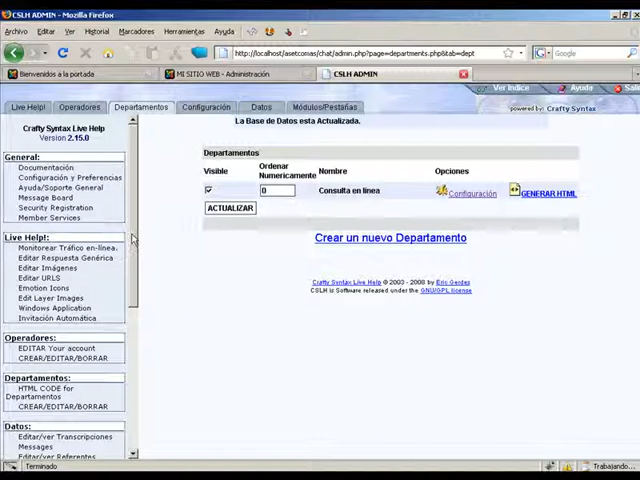 CSLH ADMIN - Mozilla Firefox
Archivo Editar Ver Historial Marcadores Herramientas Ayuda
http://localhost/asetcomas/chat/admin.php?page=departments.php&tab=dept
Google
Bienvenidos a la portada
MI SITIO WEB - Administración
CSLH ADMIN
Ver Indice
Ayuda
Live Help!
Operadores
Departamentos
Configuración
Datos
Módulos/Pestañas
powered by: Crafty Syntax
Crafty Syntax Live Help
Version 2.15.0
General:
Documentación
Configuración y Preferencias
Ayuda/Soporte General
Message Board
Security Registration
Member Services
Live Help!:
Monitorear Tráfico en-línea.
Editar Respuesta Genérica
Editar Imágenes
Editar URLS
Emotion Icons
Edit Layer Images
Windows Application
Invitación Automática
Operadores:
EDITAR Your account
CREAR/EDITAR/BORRAR
Departamentos:
HTML CODE for
Departamentos
CREAR/EDITAR/BORRAR
Datos:
Editar/ver Transcripciones
Messages
Editar/ver Referentes
La Base de Datos esta Actualizada.
Departamentos
Visible
Ordenar
Numericamente
Nombre
Opciones
0
Consulta en línea
Configuración
GENERAR HTML
ACTUALIZAR
Crear un nuevo Departamento
Crafty Syntax Live Help © 2003 - 2008 by Eric Gerdes
CSLH is Software released under the GNU/GPL license
Terminado
Trabajando...